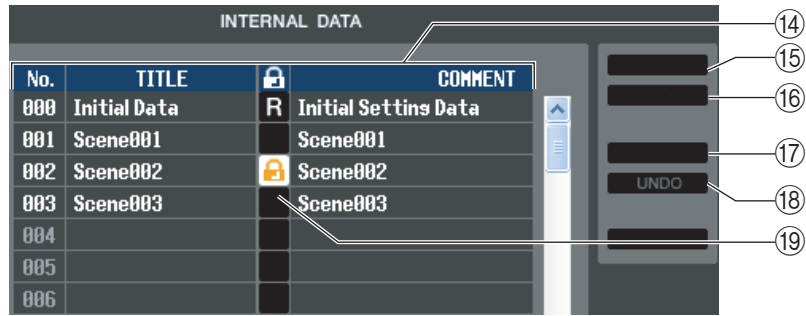 INTERNAL DATA
No. TITLE COMMENT
000 Initial Data R Initial Setting Data
001 Scene001 Scene001
002 Scene002 Scene002
003 Scene003 Scene003
004
005
006
UNDO
⑭
⑮
⑯
⑰
⑱
⑲